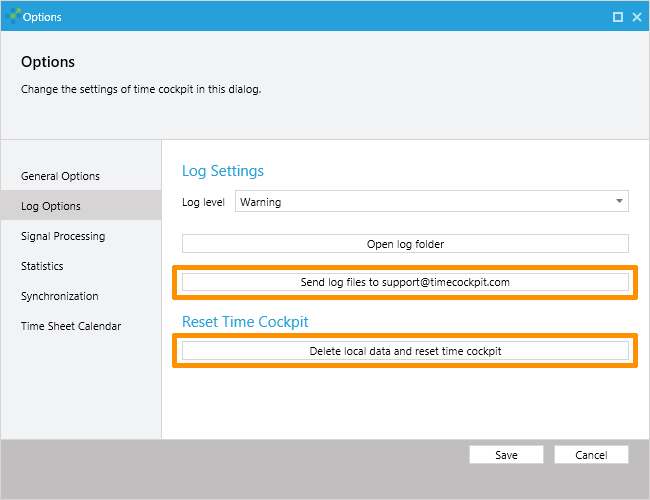 Options
Options
Change the settings of time cockpit in this dialog.
General Options
Log Options
Signal Processing
Statistics
Synchronization
Time Sheet Calendar
Log Settings
Log level Warning
Open log folder
Send log files to support@timecockpit.com
Reset Time Cockpit
Delete local data and reset time cockpit
Save Cancel